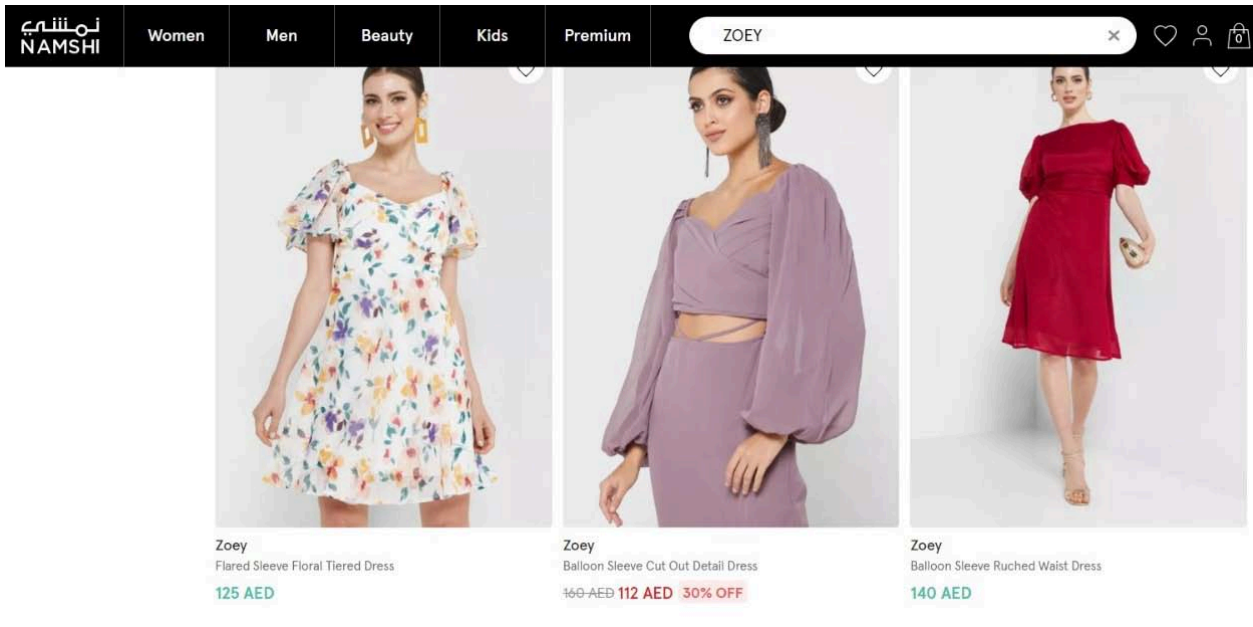 نمشي
NAMSHI
Women
Men
Beauty
Kids
Premium
ZOEY
0
Zoey
Flared Sleeve Floral Tiered Dress
125 AED
Zoey
Balloon Sleeve Cut Out Detail Dress
160 AED 112 AED 30% OFF
Zoey
Balloon Sleeve Ruched Waist Dress
140 AED